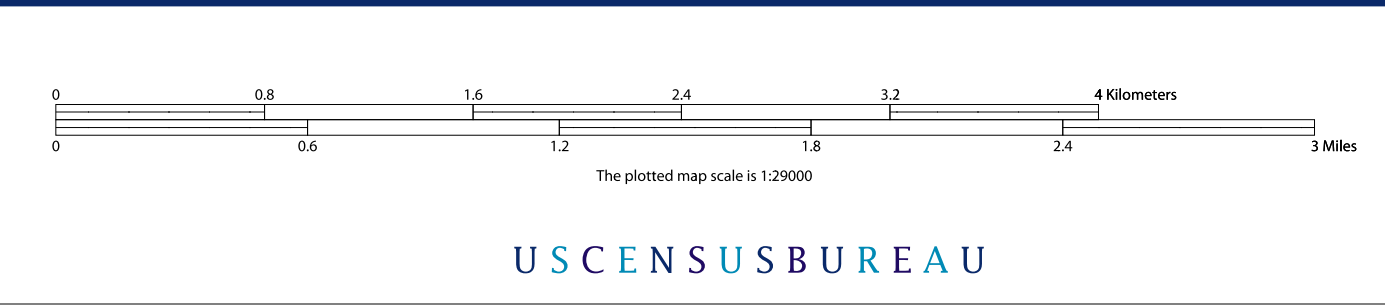 0 0.8 1.6 2.4 3.2 4 Kilometers
0 0.6 1.2 1.8 2.4 3 Miles
The plotted map scale is 1:29000
USCENSUSBUREAU